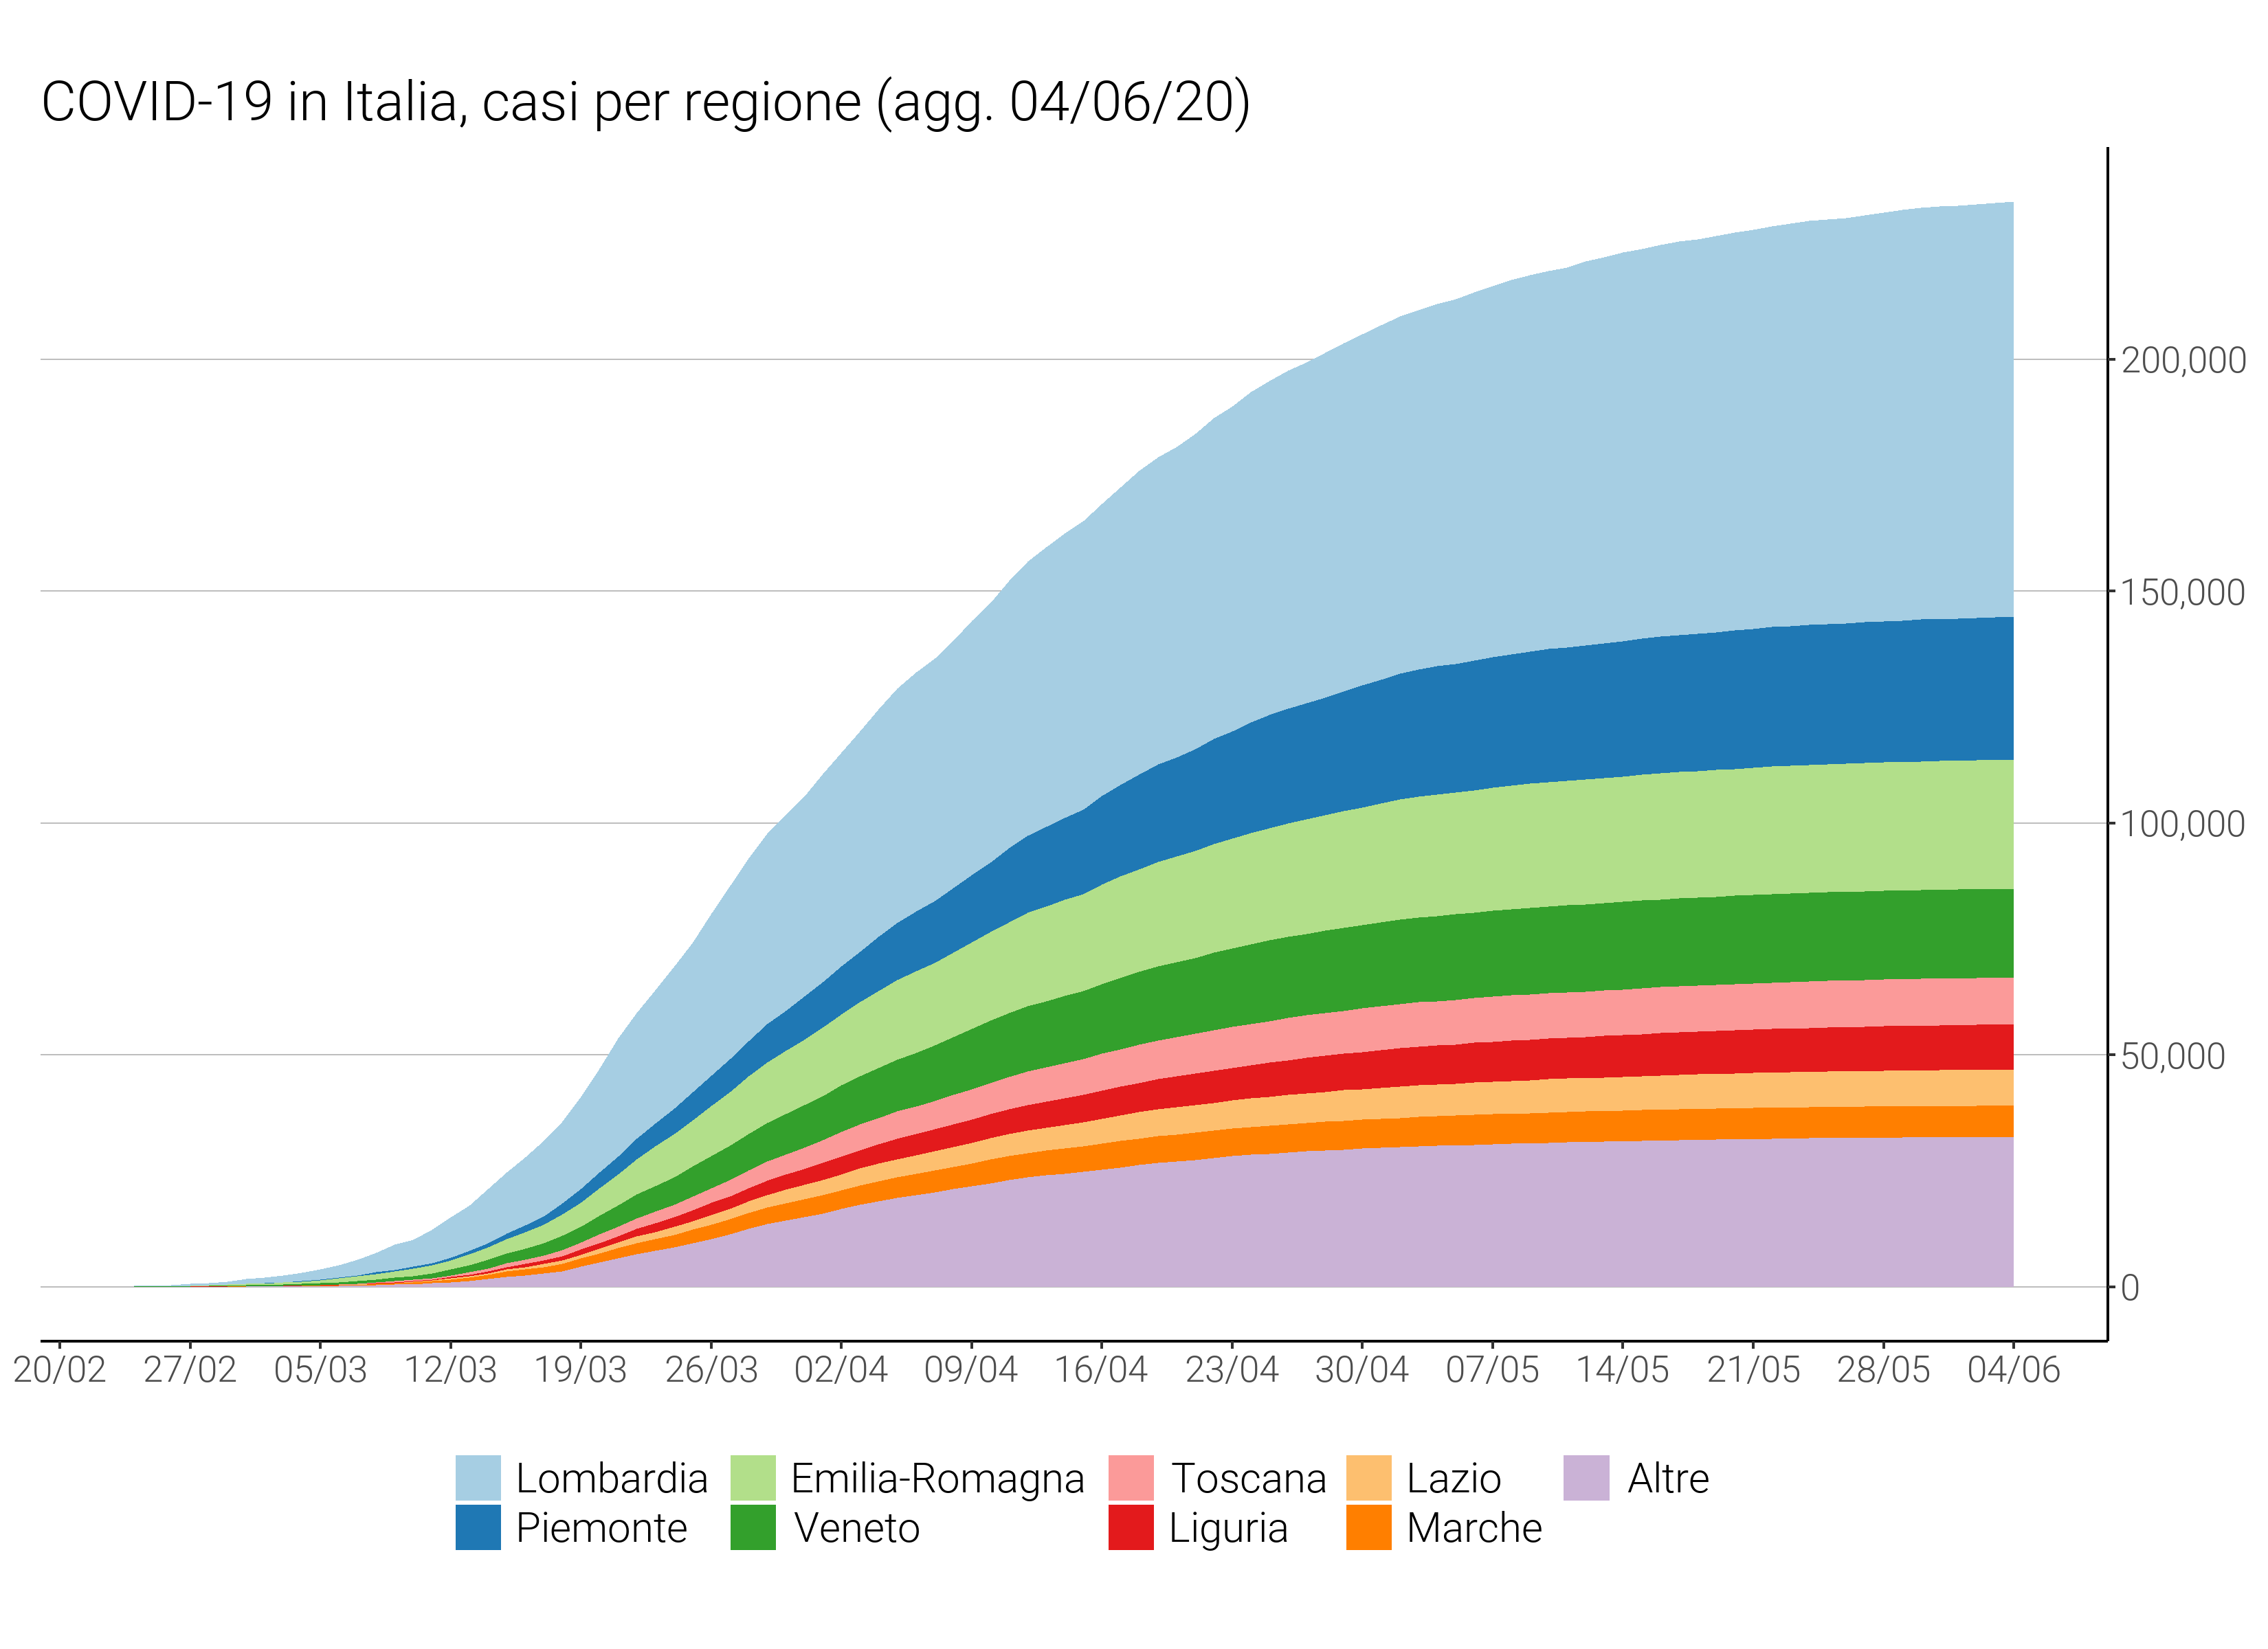 COVID-19 in Italia, casi per regione (agg. 04/06/20)
200,000
150,000
100,000
50,000
0
20/02 27/02 05/03 12/03 19/03 26/03 02/04 09/04 16/04 23/04 30/04 07/05 14/05 21/05 28/05 04/06
Lombardia Emilia-Romagna Toscana Lazio Altre
Piemonte Veneto Liguria Marche